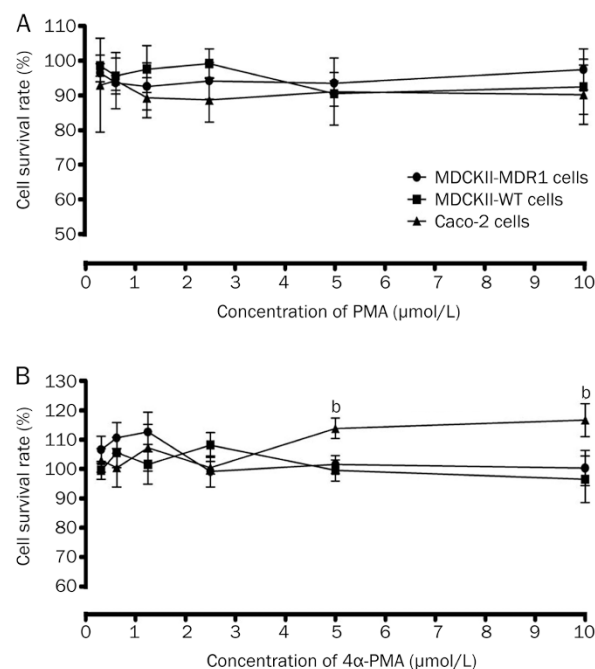 A
Cell survival rate (%)
110
100
90
80
70
60
50
MDCKII-MDR1 cells
MDCKII-WT cells
Caco-2 cells
0 1 2 3 4 5 6 7 8 9 10
Concentration of PMA (μmol/L)
B
Cell survival rate (%)
130
120
110
100
90
80
70
60
b b
0 1 2 3 4 5 6 7 8 9 10
Concentration of 4α-PMA (μmol/L)